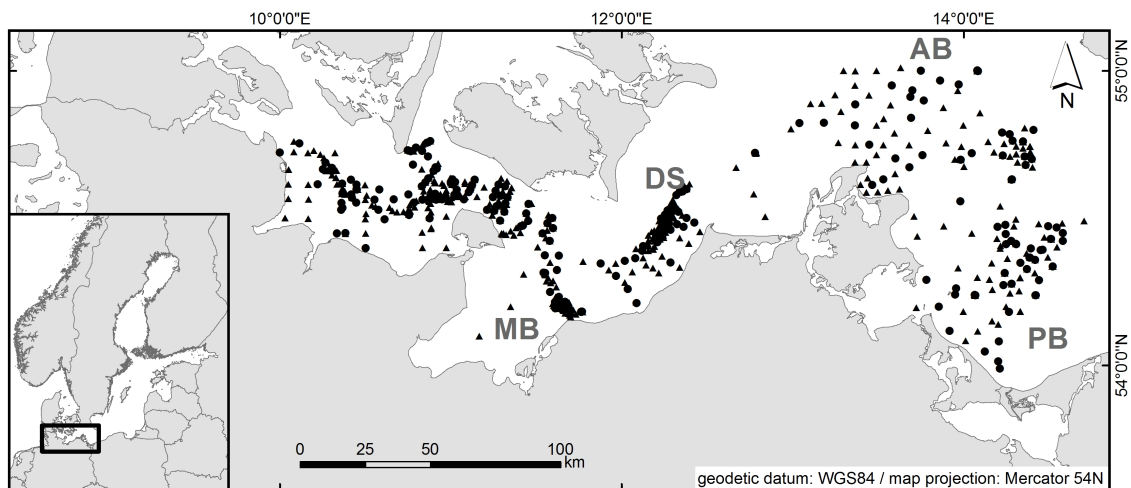 10°0'0"E 12°0'0"E 14°0'0"E
AB
55°0'0"N
N
DS
MB
PB
54°0'0"N
0 25 50 100
km
geodetic datum: WGS84 / map projection: Mercator 54N